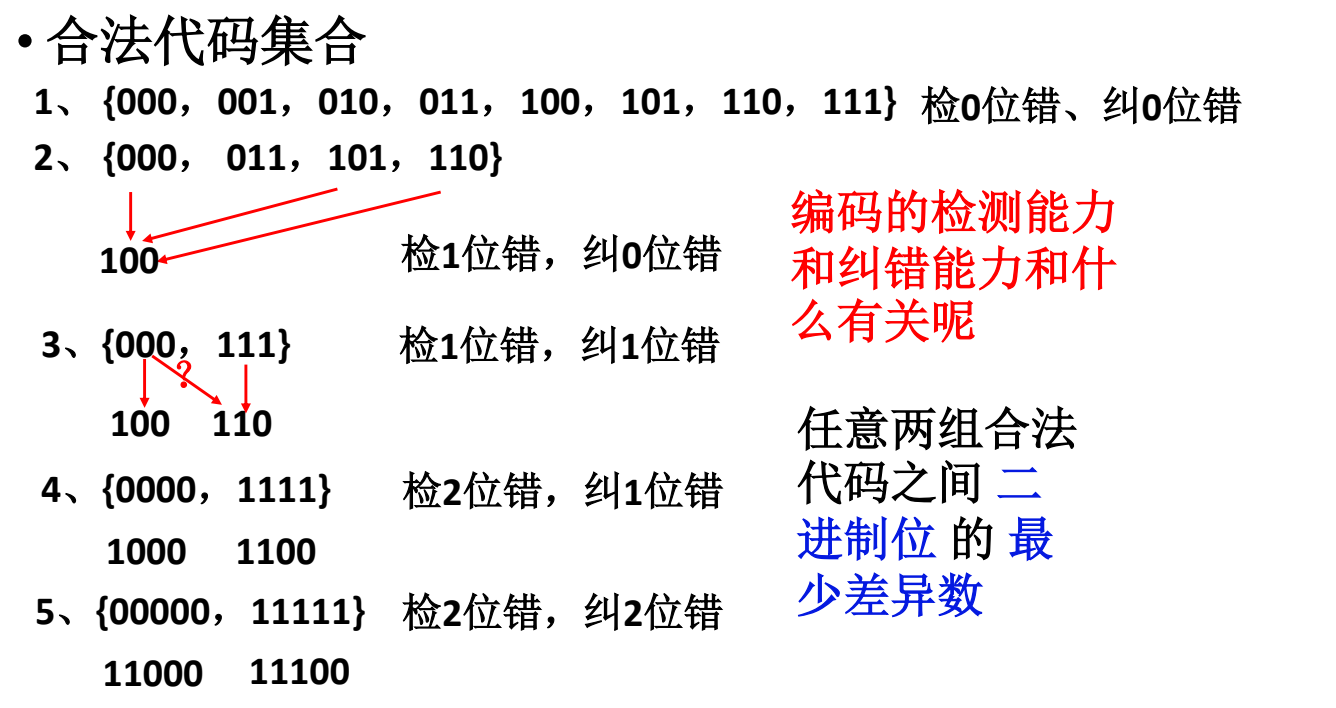 • 合法代码集合
1、 {000，001，010，011，100，101，110，111} 检0位错、纠0位错
2、 {000， 011，101，110}
100
检1位错，纠0位错
3、{000，111} 检1位错，纠1位错
?
100 110
4、{0000，1111} 检2位错，纠1位错
1000 1100
5、{00000，11111} 检2位错，纠2位错
11000 11100
编码的检测能力
和纠错能力和什
么有关呢
任意两组合法
代码之间 二
进制位 的 最
少差异数